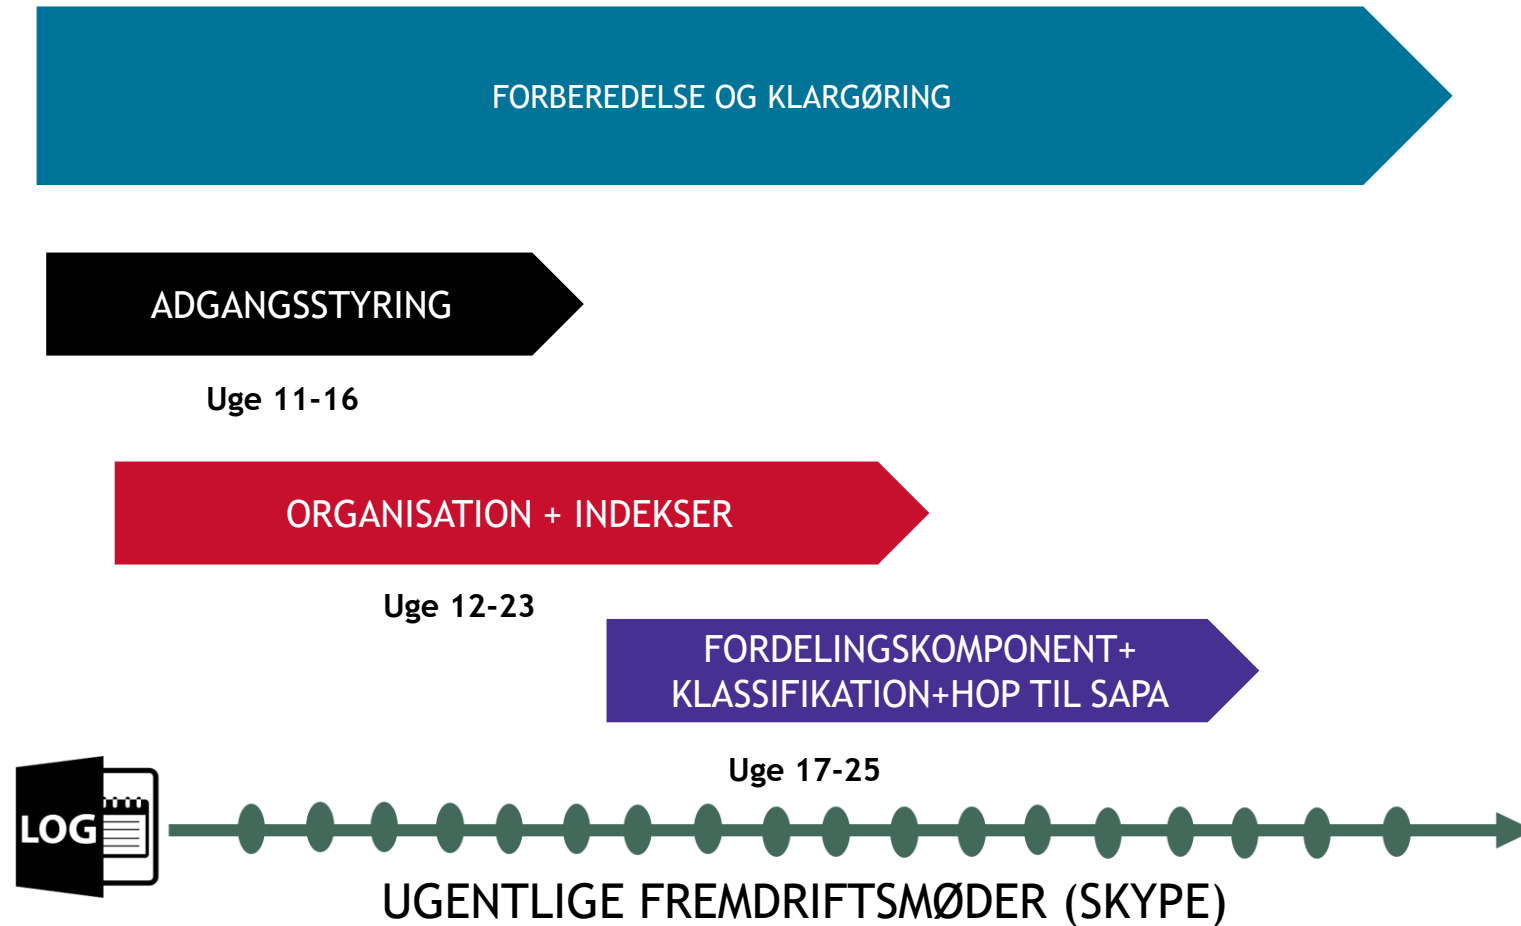 FORBEREDELSE OG KLARGØRING
ADGANGSSTYRING
Uge 11-16
ORGANISATION + INDEKSER
Uge 12-23
FORDELINGSKOMPONENT+
KLASSIFIKATION+HOP TIL SAPA
Uge 17-25
LOG
UGENTLIGE FREMDRIFTSMØDER (SKYPE)